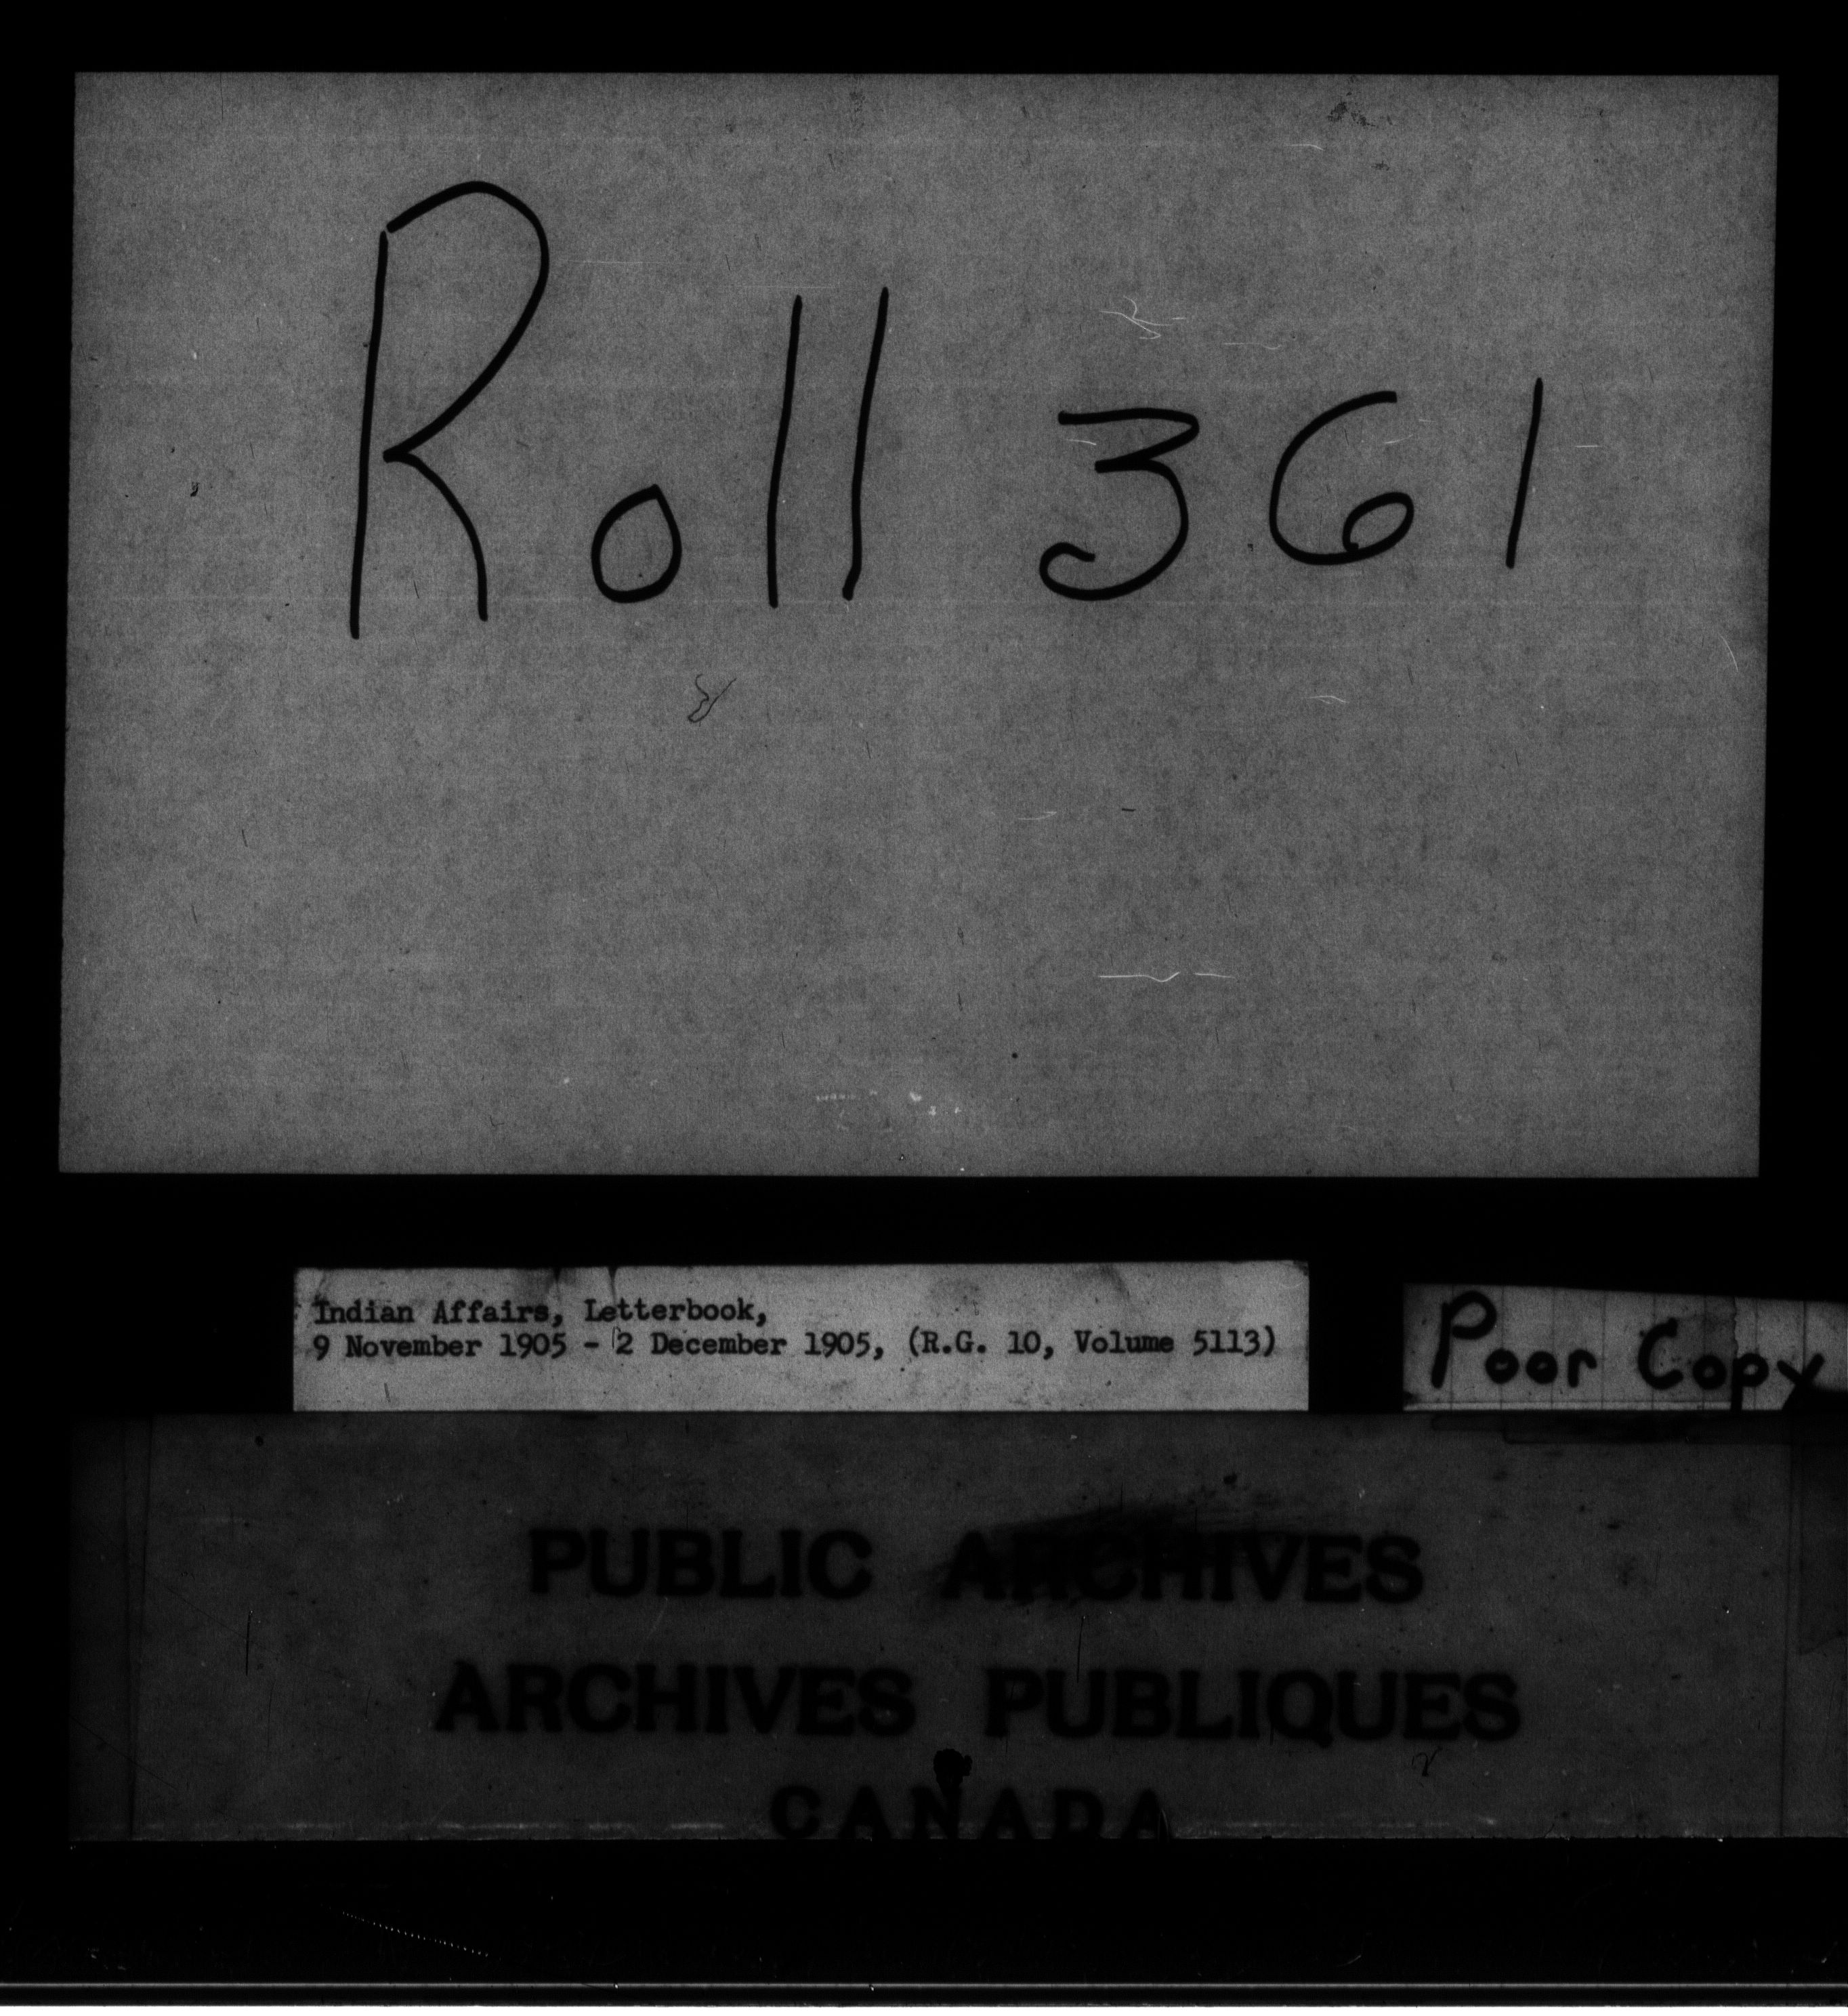 Roll 361
Indian Affairs, Letterbook,
9 November 1905 - 2 December 1905, (R.G. 10, Volume 5113)
Poor Copy
PUBLIC ARCHIVES
ARCHIVES PUBLIQUES
CANADA